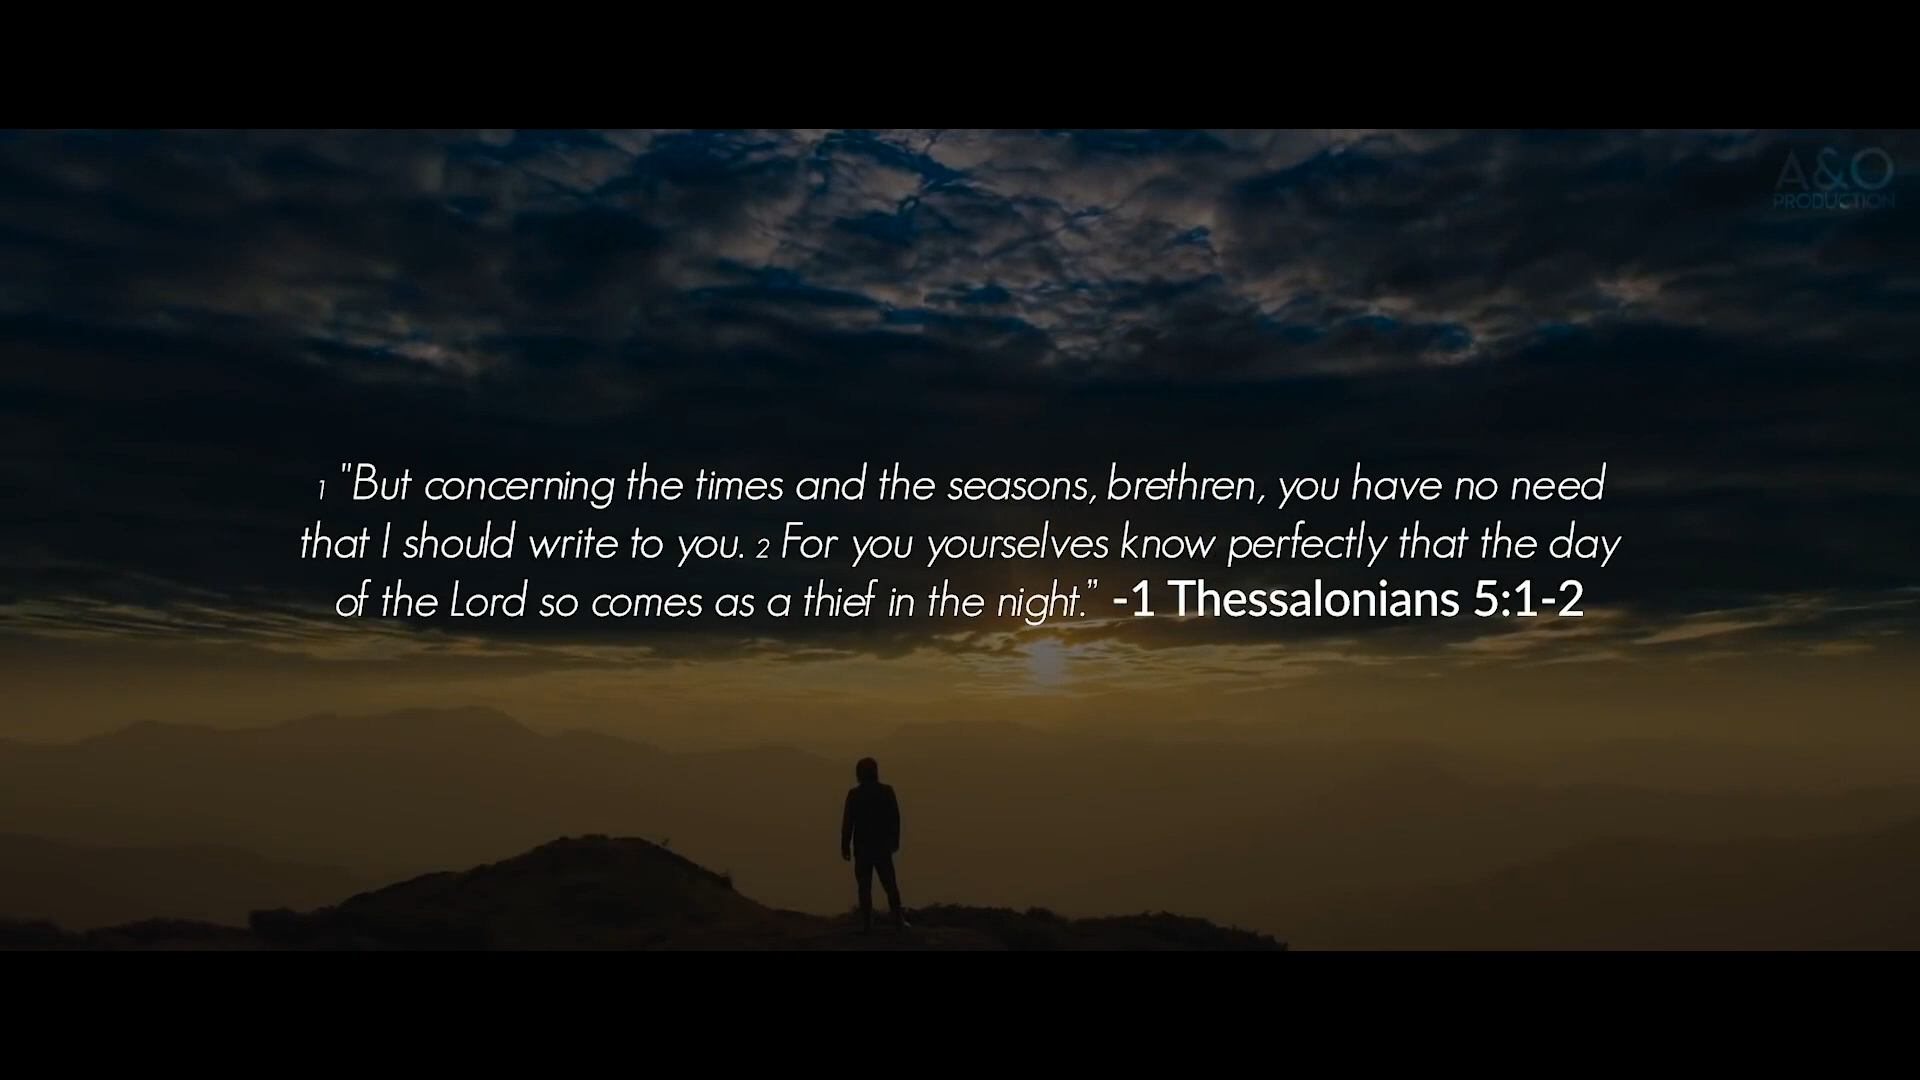 A&O
PRODUCTION
1 "But concerning the times and the seasons, brethren, you have no need
that I should write to you. 2 For you yourselves know perfectly that the day
of the Lord so comes as a thief in the night." -1 Thessalonians 5:1-2